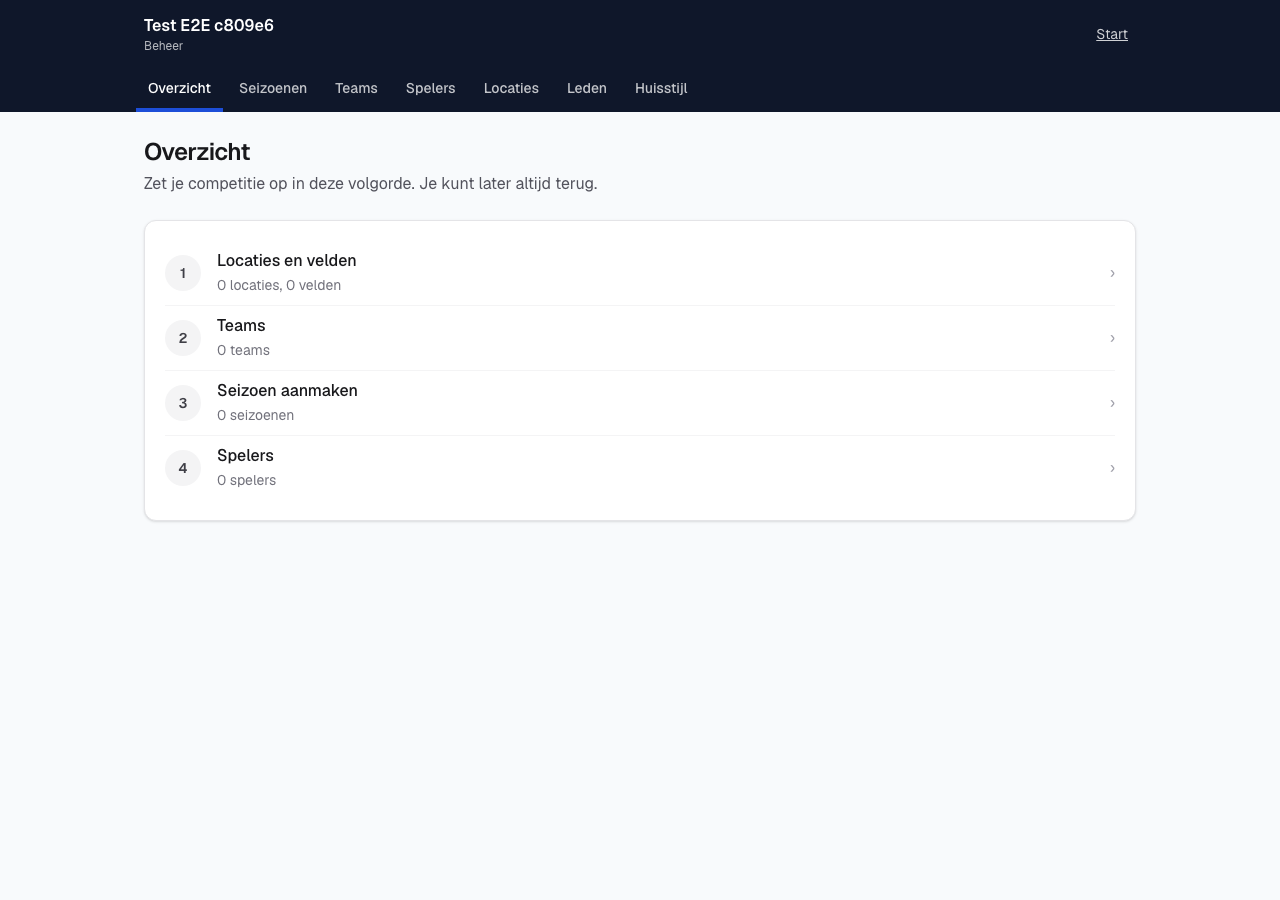 Test E2E c809e6
Beheer
Start
Overzicht
Seizoenen
Teams
Spelers
Locaties
Leden
Huisstijl
Overzicht
Zet je competitie op in deze volgorde. Je kunt later altijd terug.
1
Locaties en velden
0 locaties, 0 velden
›
2
Teams
0 teams
›
3
Seizoen aanmaken
0 seizoenen
›
4
Spelers
0 spelers
›